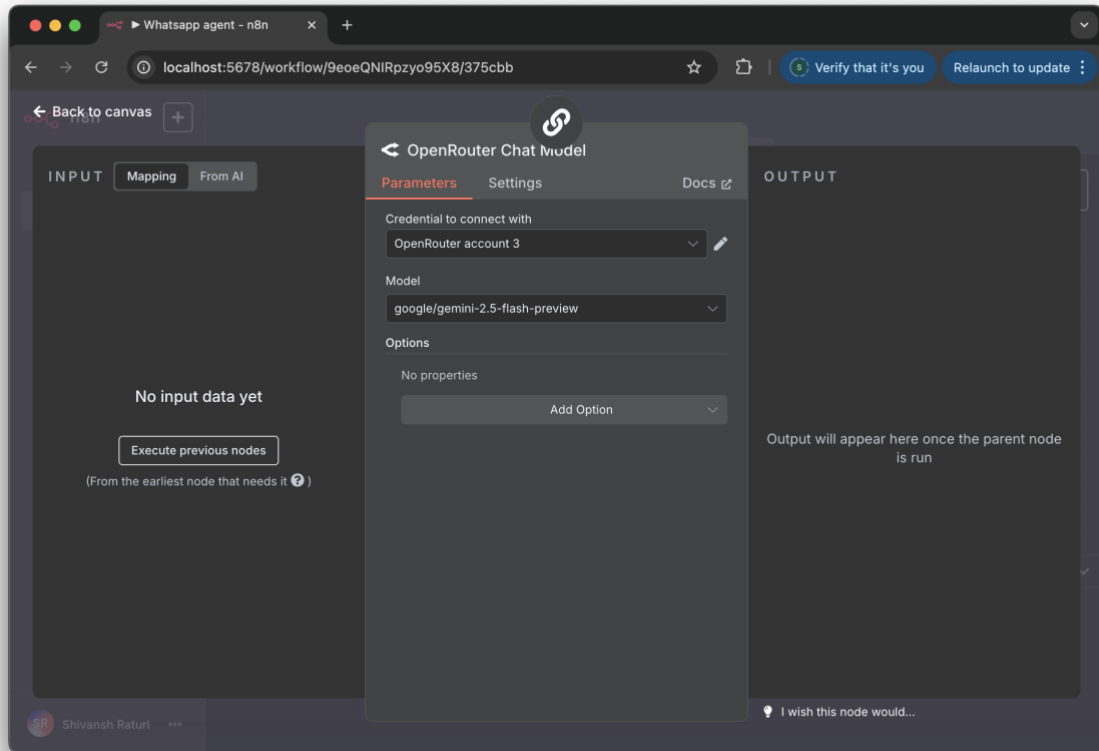 Whatsapp agent - n8n
localhost:5678/workflow/9eoeQNIRpzyo95X8/375cbb
S
Verify that it's you
Relaunch to update
Back to canvas
n8n
OpenRouter Chat Model
INPUT
Mapping
From AI
Parameters
Settings
Docs
OUTPUT
Credential to connect with
OpenRouter account 3
Model
google/gemini-2.5-flash-preview
Options
No properties
Add Option
No input data yet
Execute previous nodes
(From the earliest node that needs it ? )
Output will appear here once the parent node
is run
SR
Shivansh Raturi
I wish this node would...